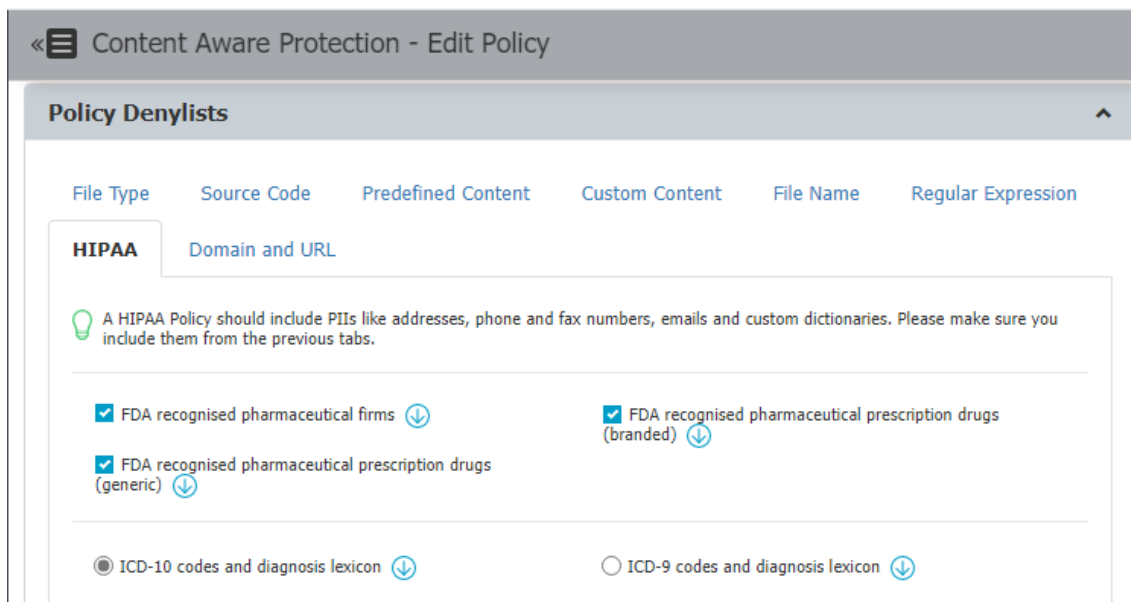 « Content Aware Protection - Edit Policy
Policy Denylists
File Type Source Code Predefined Content Custom Content File Name Regular Expression
HIPAA Domain and URL
A HIPAA Policy should include PIIs like addresses, phone and fax numbers, emails and custom dictionaries. Please make sure you
include them from the previous tabs.
FDA recognised pharmaceutical firms
FDA recognised pharmaceutical prescription drugs
(branded)
FDA recognised pharmaceutical prescription drugs
(generic)
ICD-10 codes and diagnosis lexicon
ICD-9 codes and diagnosis lexicon